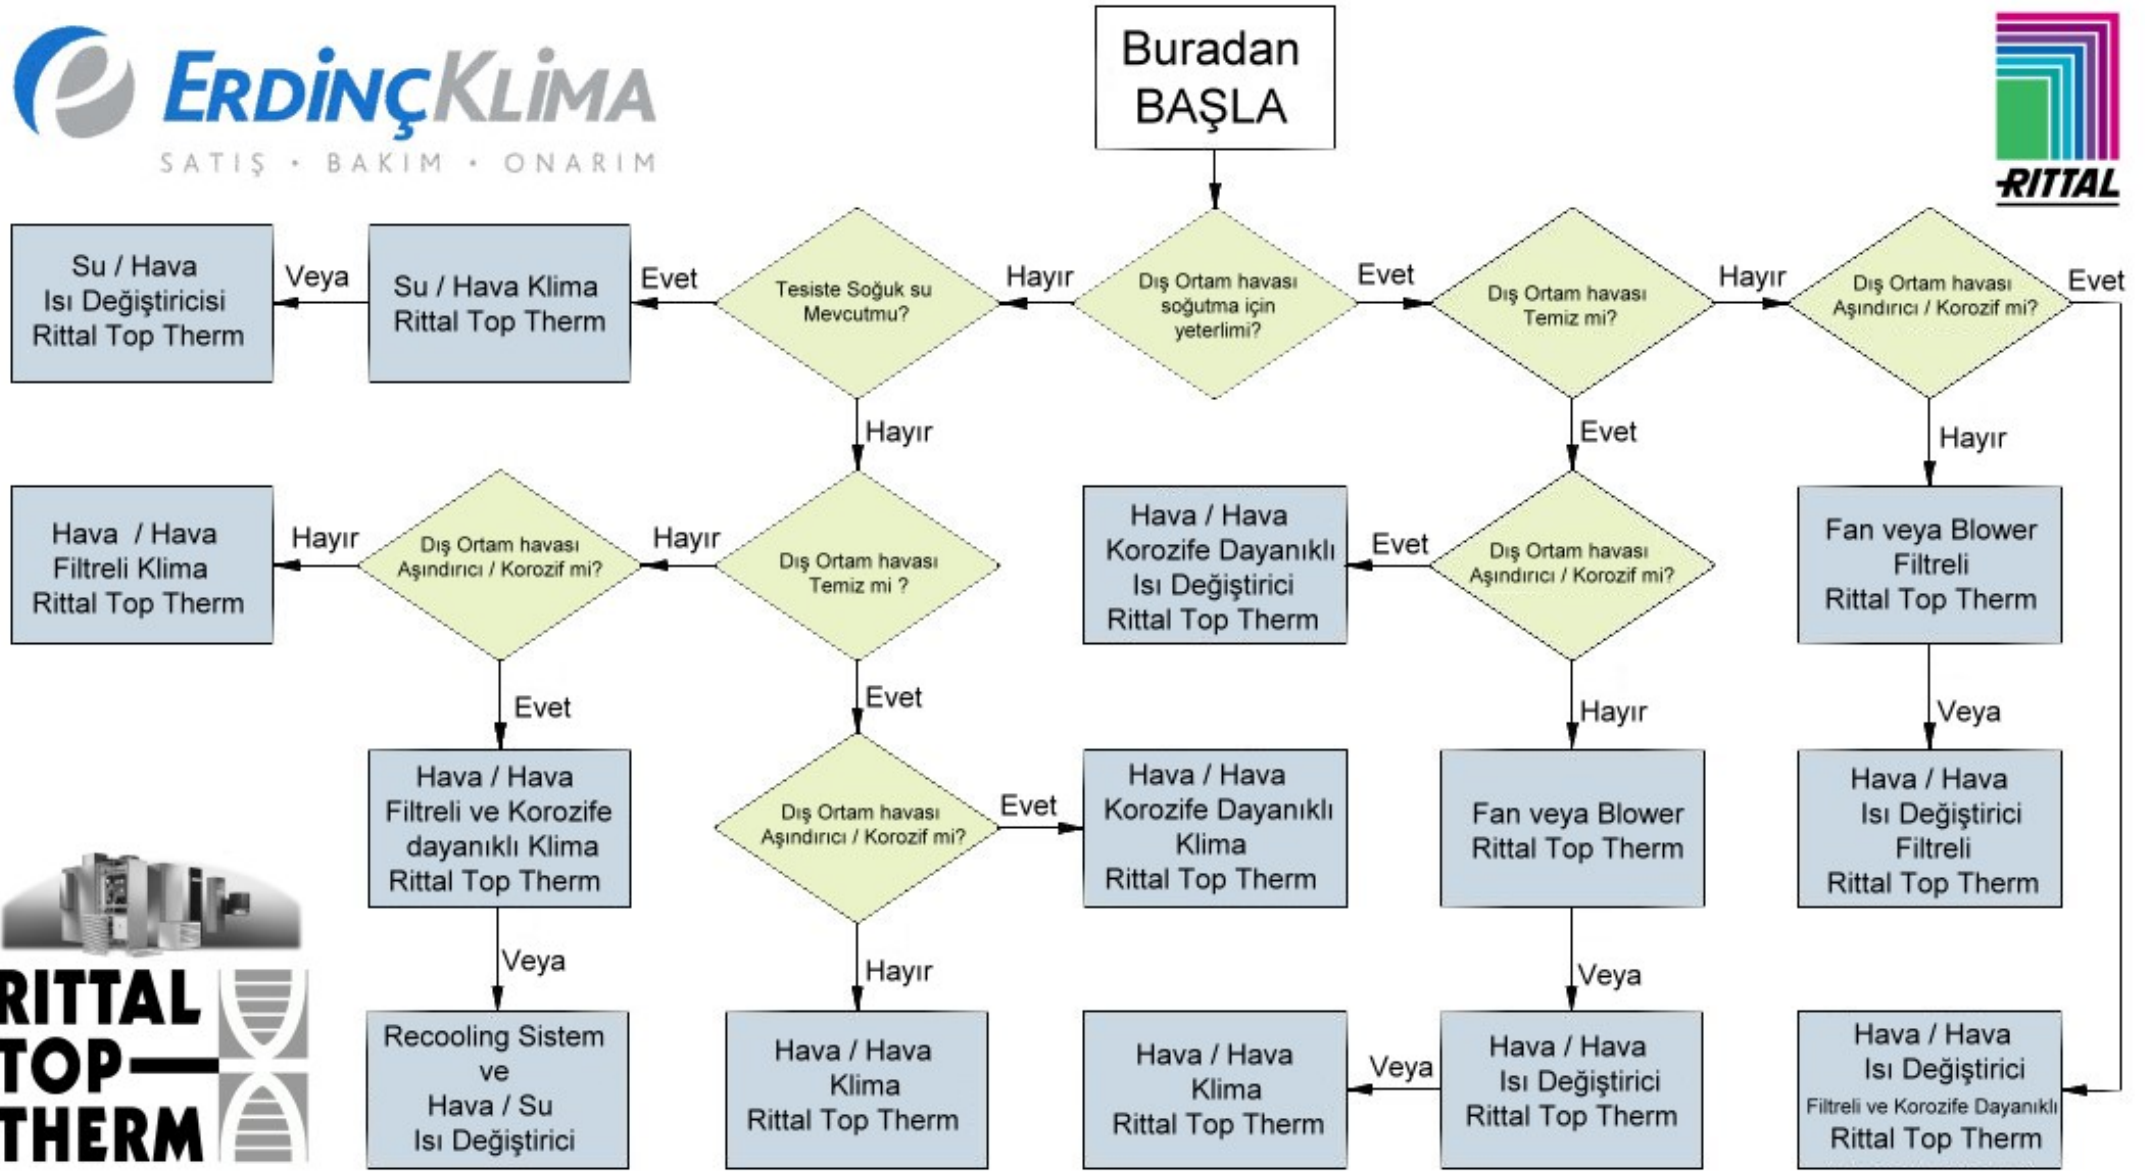 ERDİNÇKLİMA
SATIŞ • BAKIM • ONARIM
Buradan
BAŞLA
RITTAL
Su / Hava
Isı Değiştiricisi
Rittal Top Therm
Veya
Su / Hava Klima
Rittal Top Therm
Evet
Tesiste Soğuk su
Mevcutmu?
Hayır
Dış Ortam havası
soğutma için
yeterlimi?
Evet
Dış Ortam havası
Temiz mi?
Hayır
Dış Ortam havası
Aşındırıcı / Korozif mi?
Evet
Hayır
Evet
Hayır
Hava / Hava
Filtreli Klima
Rittal Top Therm
Hayır
Dış Ortam havası
Aşındırıcı / Korozif mi?
Hayır
Dış Ortam havası
Temiz mi ?
Hava / Hava
Korozife Dayanıklı
Isı Değiştirici
Rittal Top Therm
Evet
Dış Ortam havası
Aşındırıcı / Korozif mi?
Fan veya Blower
Filtreli
Rittal Top Therm
Evet
Evet
Hayır
Veya
Hava / Hava
Filtreli ve Korozife
dayanıklı Klima
Rittal Top Therm
Dış Ortam havası
Aşındırıcı / Korozif mi?
Evet
Hava / Hava
Korozife Dayanıklı
Klima
Rittal Top Therm
Fan veya Blower
Rittal Top Therm
Hava / Hava
Isı Değiştirici
Filtreli
Rittal Top Therm
Veya
Hayır
Veya
RITTAL
TOP
THERM
Recooling Sistem
ve
Hava / Su
Isı Değiştirici
Hava / Hava
Klima
Rittal Top Therm
Hava / Hava
Klima
Rittal Top Therm
Veya
Hava / Hava
Isı Değiştirici
Rittal Top Therm
Hava / Hava
Isı Değiştirici
Filtreli ve Korozife Dayanıklı
Rittal Top Therm